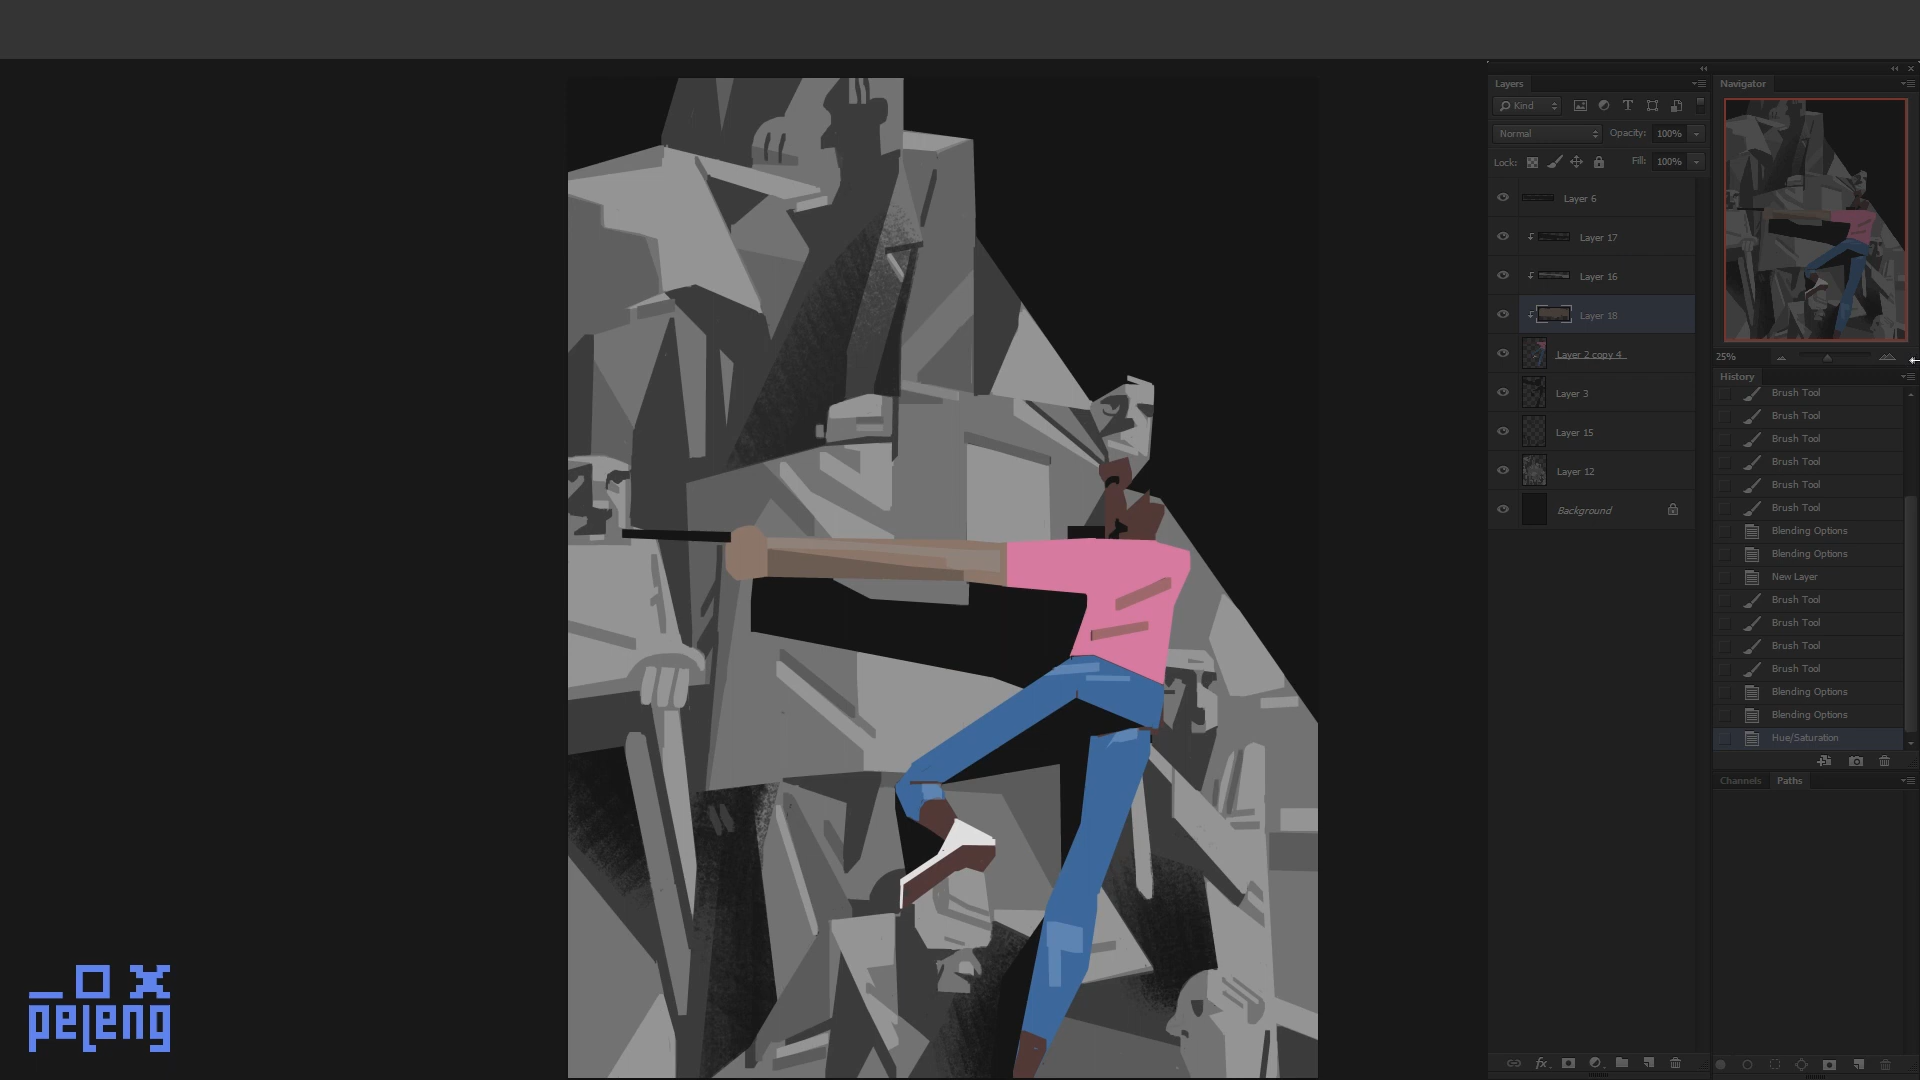 Layers
Kind
Normal
Opacity: 100%
Lock:
Fill: 100%
Layer 6
Layer 17
Layer 16
Layer 18
Layer 2 copy 4
Layer 3
Layer 15
Layer 12
Background
fx
Navigator
25%
History
Brush Tool
Brush Tool
Brush Tool
Brush Tool
Brush Tool
Brush Tool
Blending Options
Blending Options
New Layer
Brush Tool
Brush Tool
Brush Tool
Brush Tool
Blending Options
Blending Options
Hue/Saturation
Channels
Paths
peleng